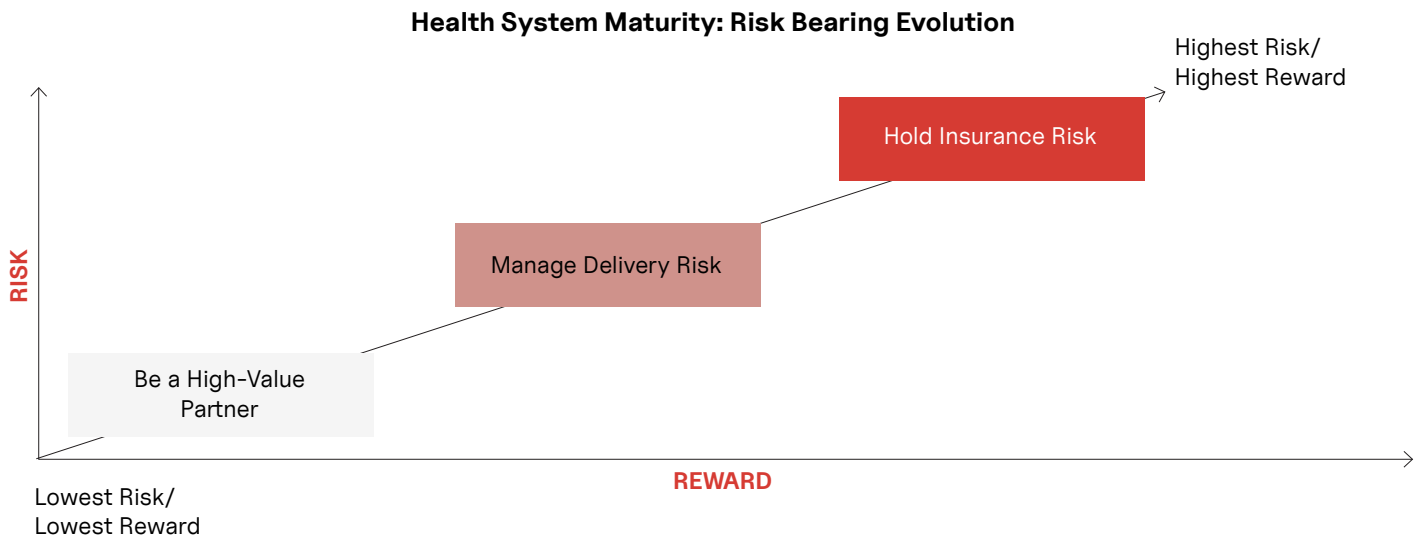 Health System Maturity: Risk Bearing Evolution
Highest Risk/
Highest Reward
Hold Insurance Risk
Manage Delivery Risk
RISK
Be a High-Value
Partner
REWARD
Lowest Risk/
Lowest Reward